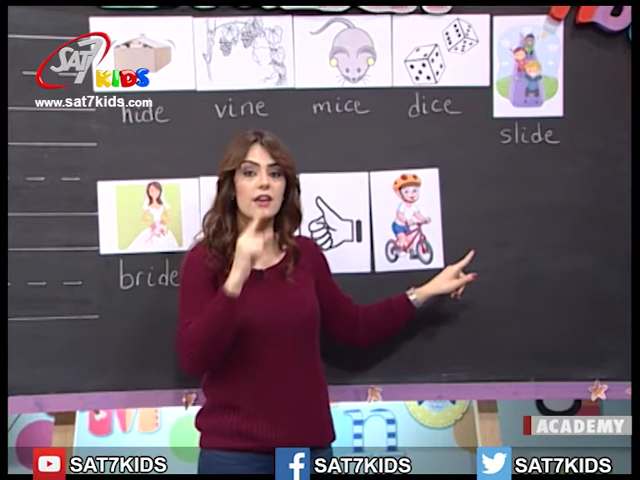 SAT7
KIDS
www.sat7kids.com
hide vine mice dice
slide
bride
n
ACADEMY
SAT7KIDS SAT7KIDS SAT7KIDS